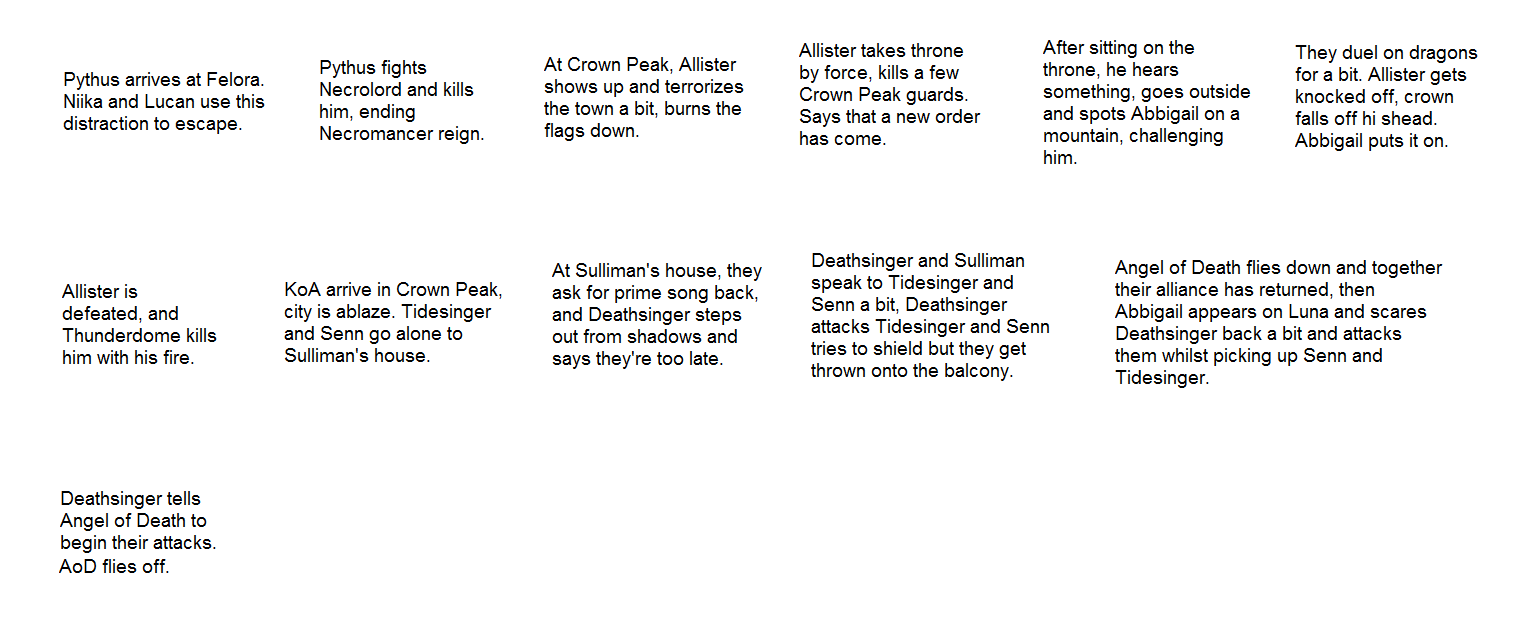 Pythus arrives at Felora.
Niika and Lucan use this
distraction to escape.
Pythus fights
Necrolord and kills
him, ending
Necromancer reign.
At Crown Peak, Allister
shows up and terrorizes
the town a bit, burns the
flags down.
Allister takes throne
by force, kills a few
Crown Peak guards.
Says that a new order
has come.
After sitting on the
throne, he hears
something, goes outside
and spots Abbigail on a
mountain, challenging
him.
They duel on dragons
for a bit. Allister gets
knocked off, crown
falls off hi shead.
Abbigail puts it on.
Allister is
defeated, and
Thunderdome kills
him with his fire.
KoA arrive in Crown Peak,
city is ablaze. Tidesinger
and Senn go alone to
Sulliman's house.
At Sulliman's house, they
ask for prime song back,
and Deathsinger steps
out from shadows and
says they're too late.
Deathsinger and Sulliman
speak to Tidesinger and
Senn a bit, Deathsinger
attacks Tidesinger and Senn
tries to shield but they get
thrown onto the balcony.
Angel of Death flies down and together
their alliance has returned, then
Abbigail appears on Luna and scares
Deathsinger back a bit and attacks
them whilst picking up Senn and
Tidesinger.
Deathsinger tells
Angel of Death to
begin their attacks.
AoD flies off.